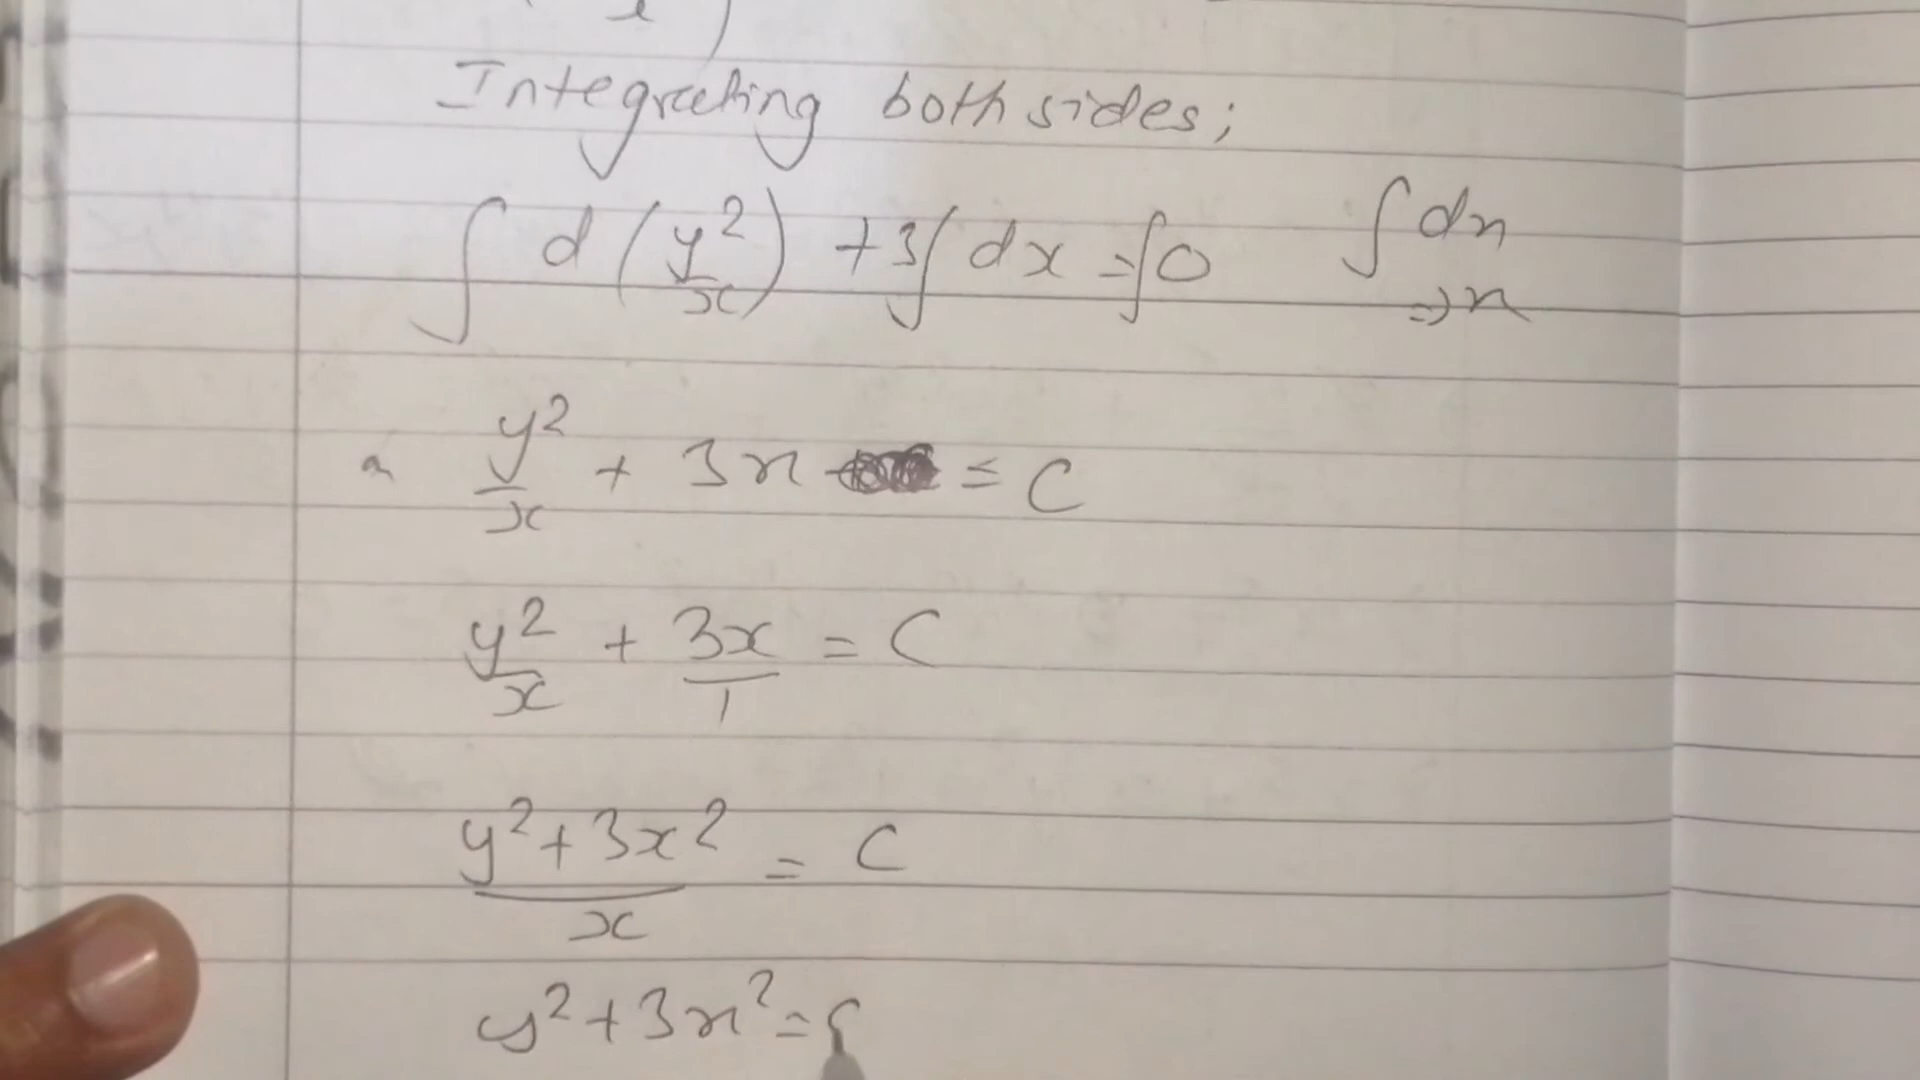 Integrating both sides;
∫ d(y²/x) + 3∫dx = ∫0 ∫dx
⇒ x
y²/x + 3x = C
y²/x + 3x/1 = C
(y² + 3x²)/x = C
y² + 3x² = C